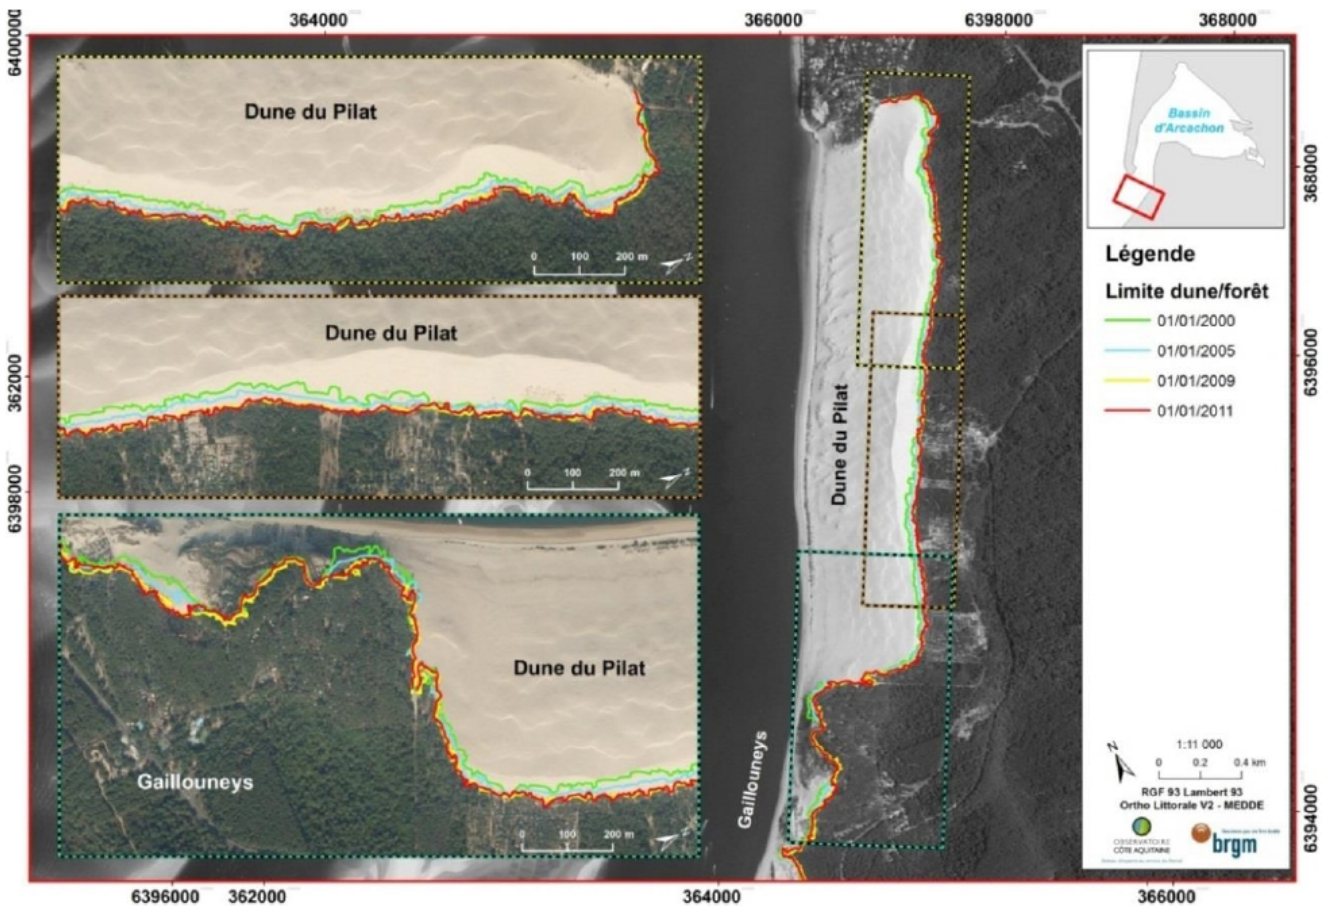 364000
366000
6398000
368000
6400000
362000
6398000
368000
6396000
6394000
Dune du Pilat
0 100 200 m
N
Dune du Pilat
0 100 200 m
N
Dune du Pilat
Gaillouneys
0 100 200 m
N
Dune du Pilat
Gaillouneys
Bassin
d'Arcachon
Légende
Limite dune/forêt
01/01/2000
01/01/2005
01/01/2009
01/01/2011
N
1:11 000
0 0.2 0.4 km
RGF 93 Lambert 93
Ortho Littorale V2 - MEDDE
OBSERVATOIRE
CÔTE AQUITAINE
brgm
6396000
362000
364000
366000